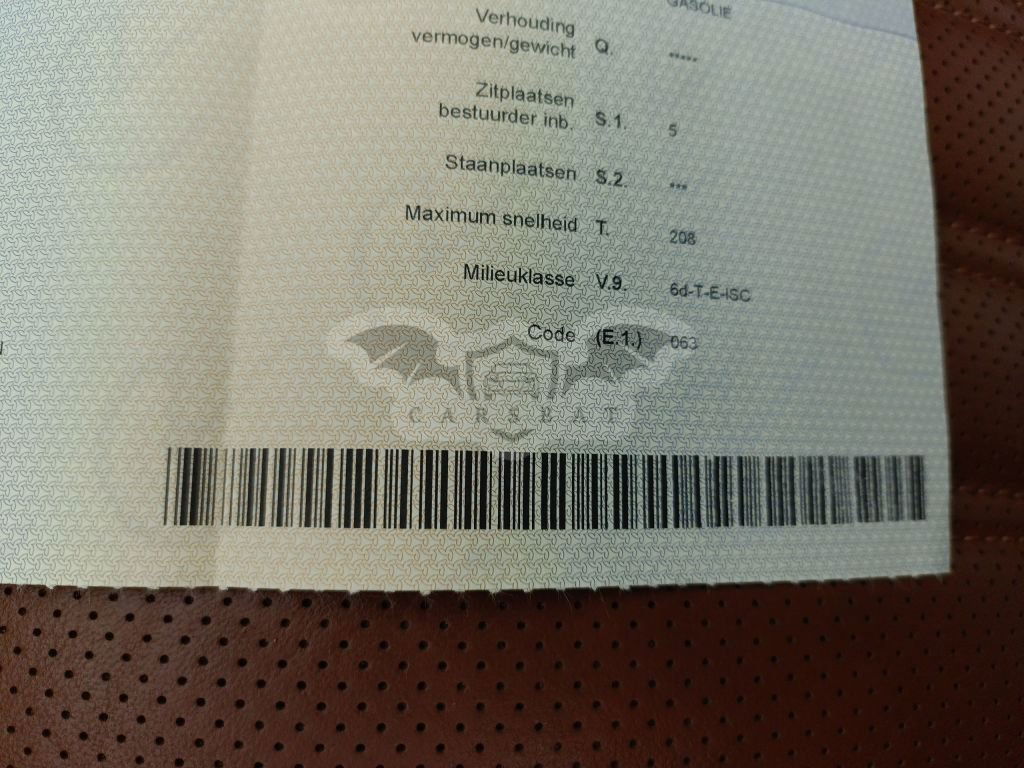 GASOLIE
Verhouding
vermogen/gewicht Q. *****
Zitplaatsen
bestuurder inb. S.1. 5
Staanplaatsen S.2. ***
Maximum snelheid T. 208
Milieuklasse V.9. 6d-T-E-ISC
Code (E.1.) 063
CARSBAT